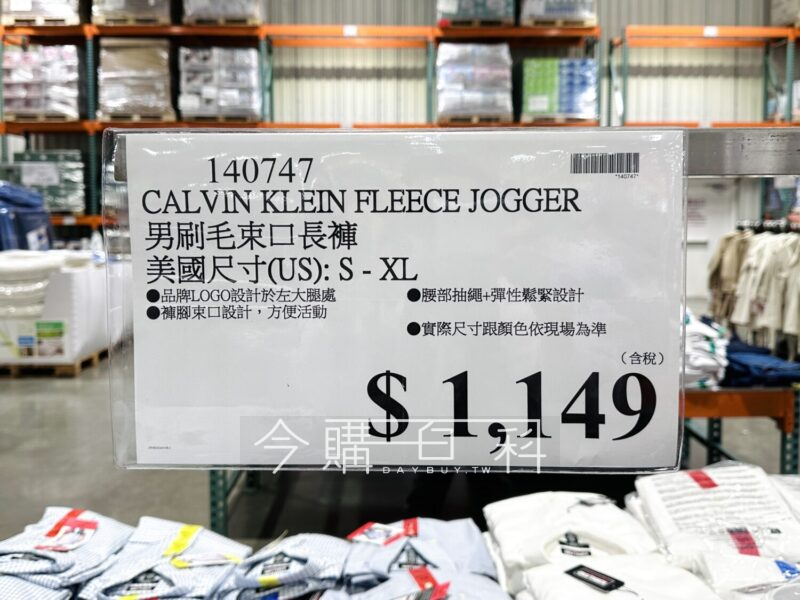 140747
*140747*
CALVIN KLEIN FLEECE JOGGER
男刷毛束口長褲
美國尺寸(US): S - XL
●品牌LOGO設計於左大腿處
●腰部抽繩+彈性鬆緊設計
●褲腳束口設計，方便活動
●實際尺寸跟顏色依現場為準
（含稅）
$ 1,149
今購百科
DAYBUY.TW